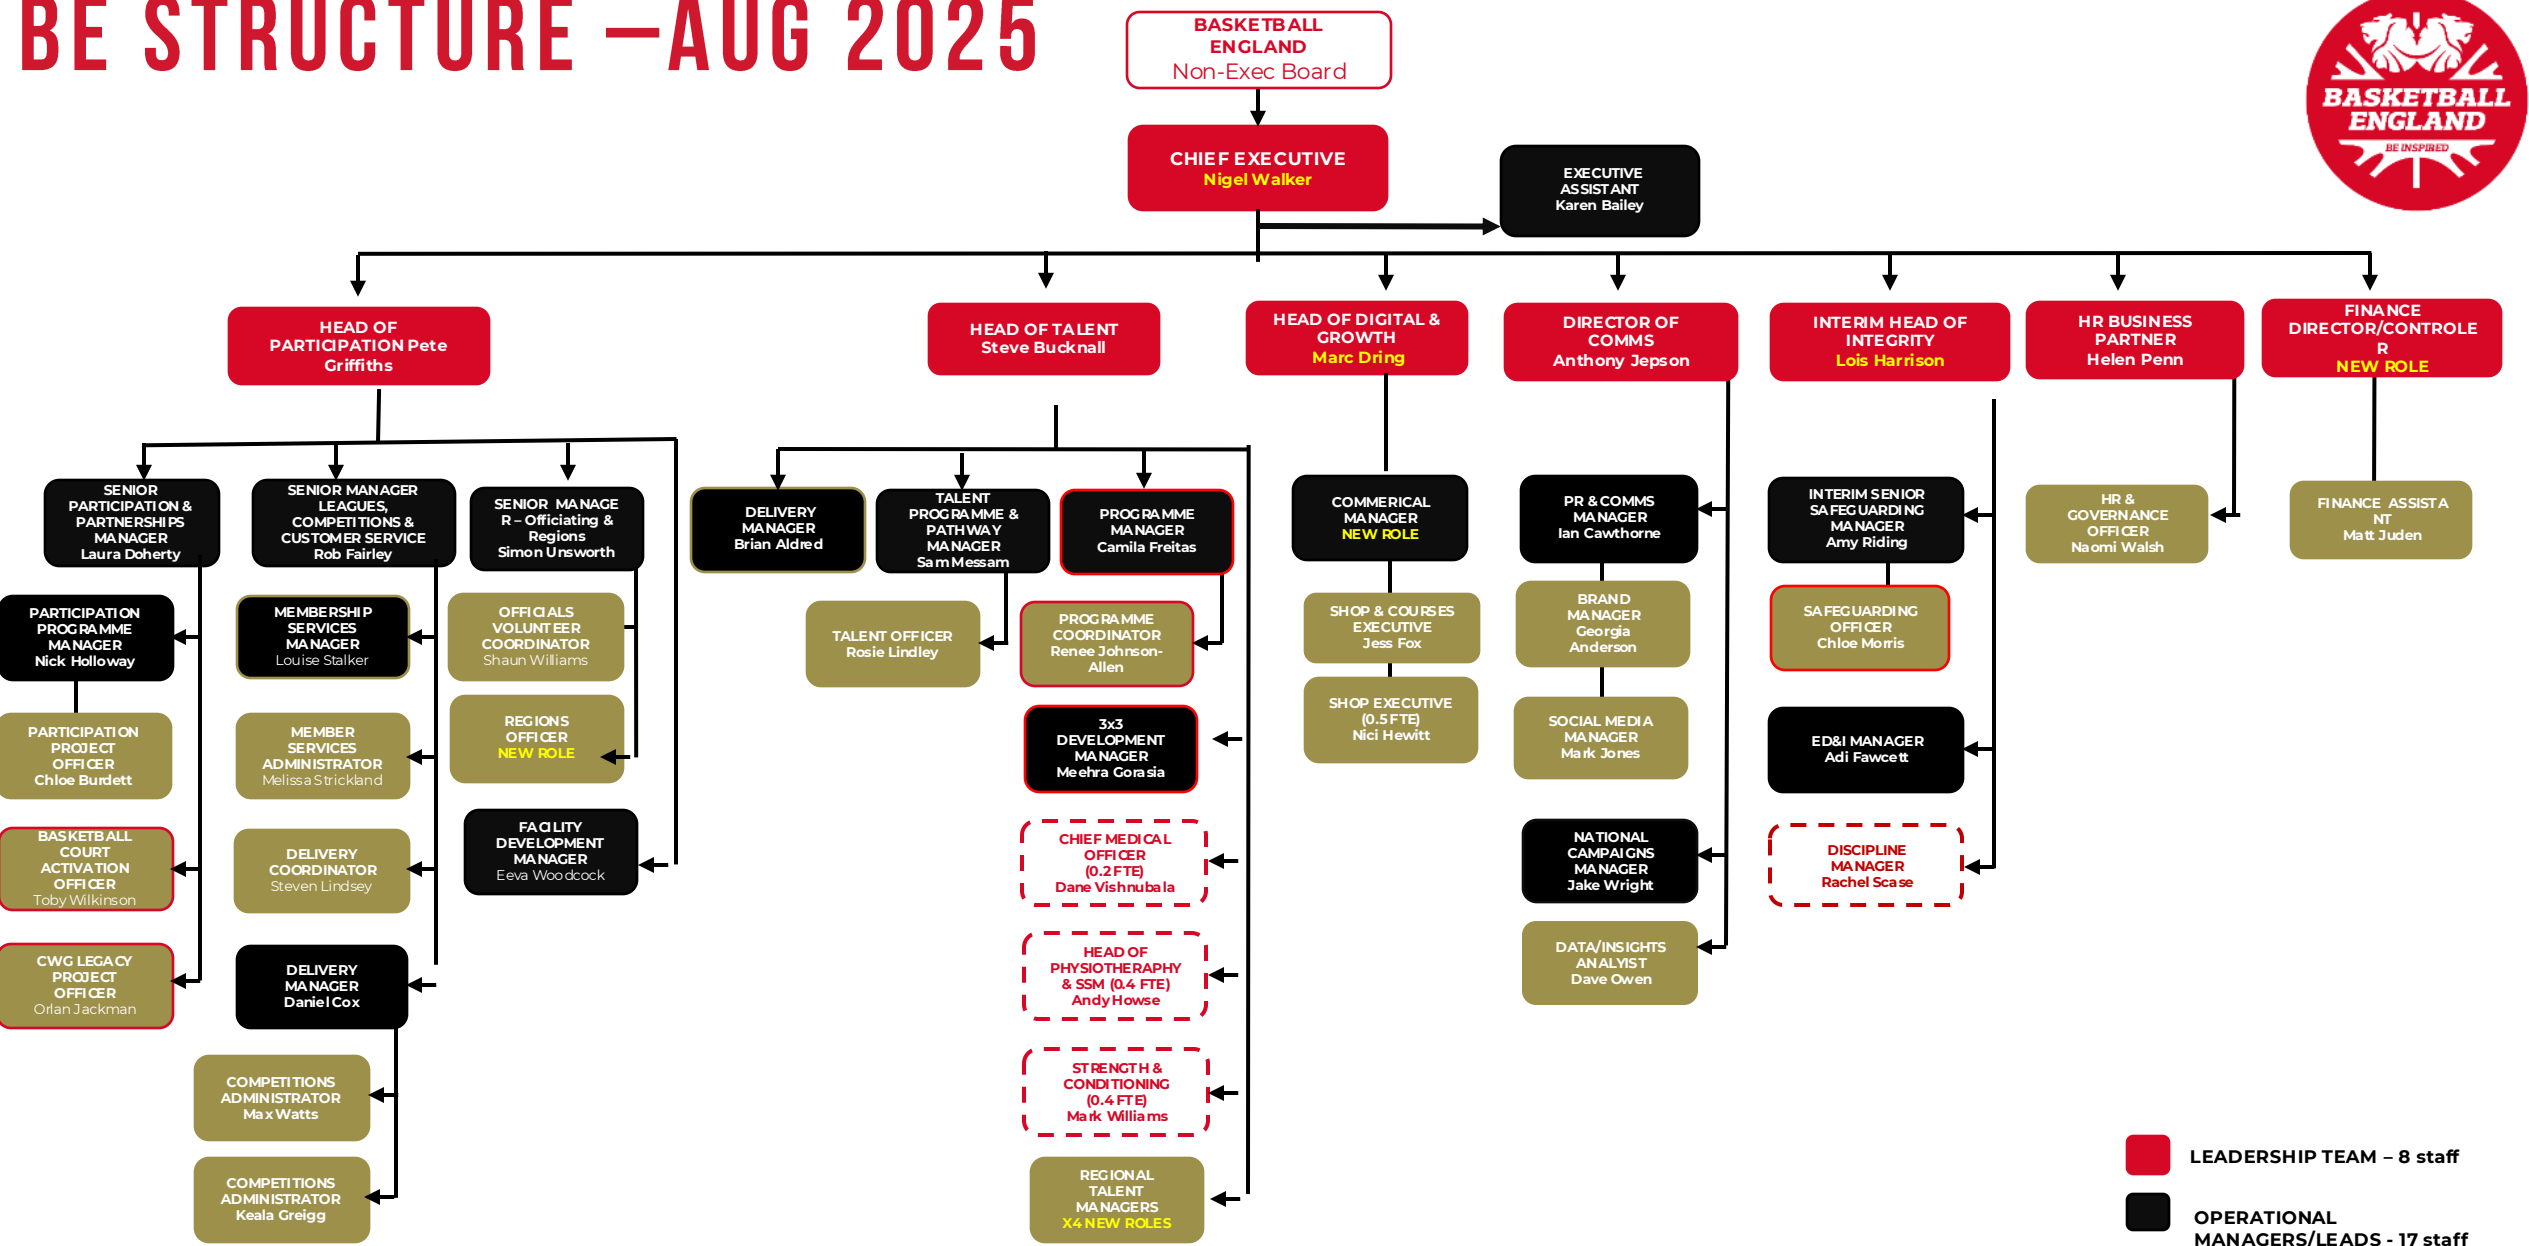 BE STRUCTURE –AUG 2025
BASKETBALL
ENGLAND
Non-Exec Board
BASKETBALL
ENGLAND
BE INSPIRED
CHIEF EXECUTIVE
Nigel Walker
EXECUTIVE
ASSISTANT
Karen Bailey
HEAD OF
PARTICIPATION Pete
Griffiths
HEAD OF TALENT
Steve Bucknall
HEAD OF DIGITAL &
GROWTH
Marc Dring
DIRECTOR OF
COMMS
Anthony Jepson
INTERIM HEAD OF
INTEGRITY
Lois Harrison
HR BUSINESS
PARTNER
Helen Penn
FINANCE
DIRECTOR/CONTROLE
R
NEW ROLE
SENIOR
PARTICIPATION &
PARTNERSHIPS
MANAGER
Laura Doherty
SENIOR MANAGER
LEAGUES,
COMPETITIONS &
CUSTOMER SERVICE
Rob Fairley
SENIOR MANAGE
R – Officiating &
Regions
Simon Unsworth
DELIVERY
MANAGER
Brian Aldred
TALENT
PROGRAMME &
PATHWAY
MANAGER
Sam Messam
PROGRAMME
MANAGER
Camila Freitas
COMMERICAL
MANAGER
NEW ROLE
PR & COMMS
MANAGER
Ian Cawthorne
INTERIM SENIOR
SAFEGUARDING
MANAGER
Amy Riding
HR &
GOVERNANCE
OFFICER
Naomi Walsh
FINANCE ASSISTA
NT
Matt Juden
PARTICIPATION
PROGRAMME
MANAGER
Nick Holloway
MEMBERSHIP
SERVICES
MANAGER
Louise Stalker
OFFICIALS
VOLUNTEER
COORDINATOR
Shaun Williams
TALENT OFFICER
Rosie Lindley
PROGRAMME
COORDINATOR
Renee Johnson-
Allen
SHOP & COURSES
EXECUTIVE
Jess Fox
BRAND
MANAGER
Georgia
Anderson
SAFEGUARDING
OFFICER
Chloe Morris
PARTICIPATION
PROJECT
OFFICER
Chloe Burdett
MEMBER
SERVICES
ADMINISTRATOR
Melissa Strickland
REGIONS
OFFICER
NEW ROLE
3x3
DEVELOPMENT
MANAGER
Meehra Gorasia
SHOP EXECUTIVE
(0.5 FTE)
Nici Hewitt
SOCIAL MEDIA
MANAGER
Mark Jones
ED&I MANAGER
Adi Fawcett
BASKETBALL
COURT
ACTIVATION
OFFICER
Toby Wilkinson
DELIVERY
COORDINATOR
Steven Lindsey
FACILITY
DEVELOPMENT
MANAGER
Eeva Woodcock
CHIEF MEDICAL
OFFICER
(0.2 FTE)
Dane Vishnubala
NATIONAL
CAMPAIGNS
MANAGER
Jake Wright
DISCIPLINE
MANAGER
Rachel Scase
CWG LEGACY
PROJECT
OFFICER
Orlan Jackman
DELIVERY
MANAGER
Daniel Cox
HEAD OF
PHYSIOTHERAPHY
& SSM (0.4 FTE)
Andy Howse
DATA/INSIGHTS
ANALYIST
Dave Owen
COMPETITIONS
ADMINISTRATOR
Max Watts
STRENGTH &
CONDITIONING
(0.4 FTE)
Mark Williams
COMPETITIONS
ADMINISTRATOR
Keala Greigg
REGIONAL
TALENT
MANAGERS
X4 NEW ROLES
LEADERSHIP TEAM – 8 staff
OPERATIONAL
MANAGERS/LEADS - 17 staff